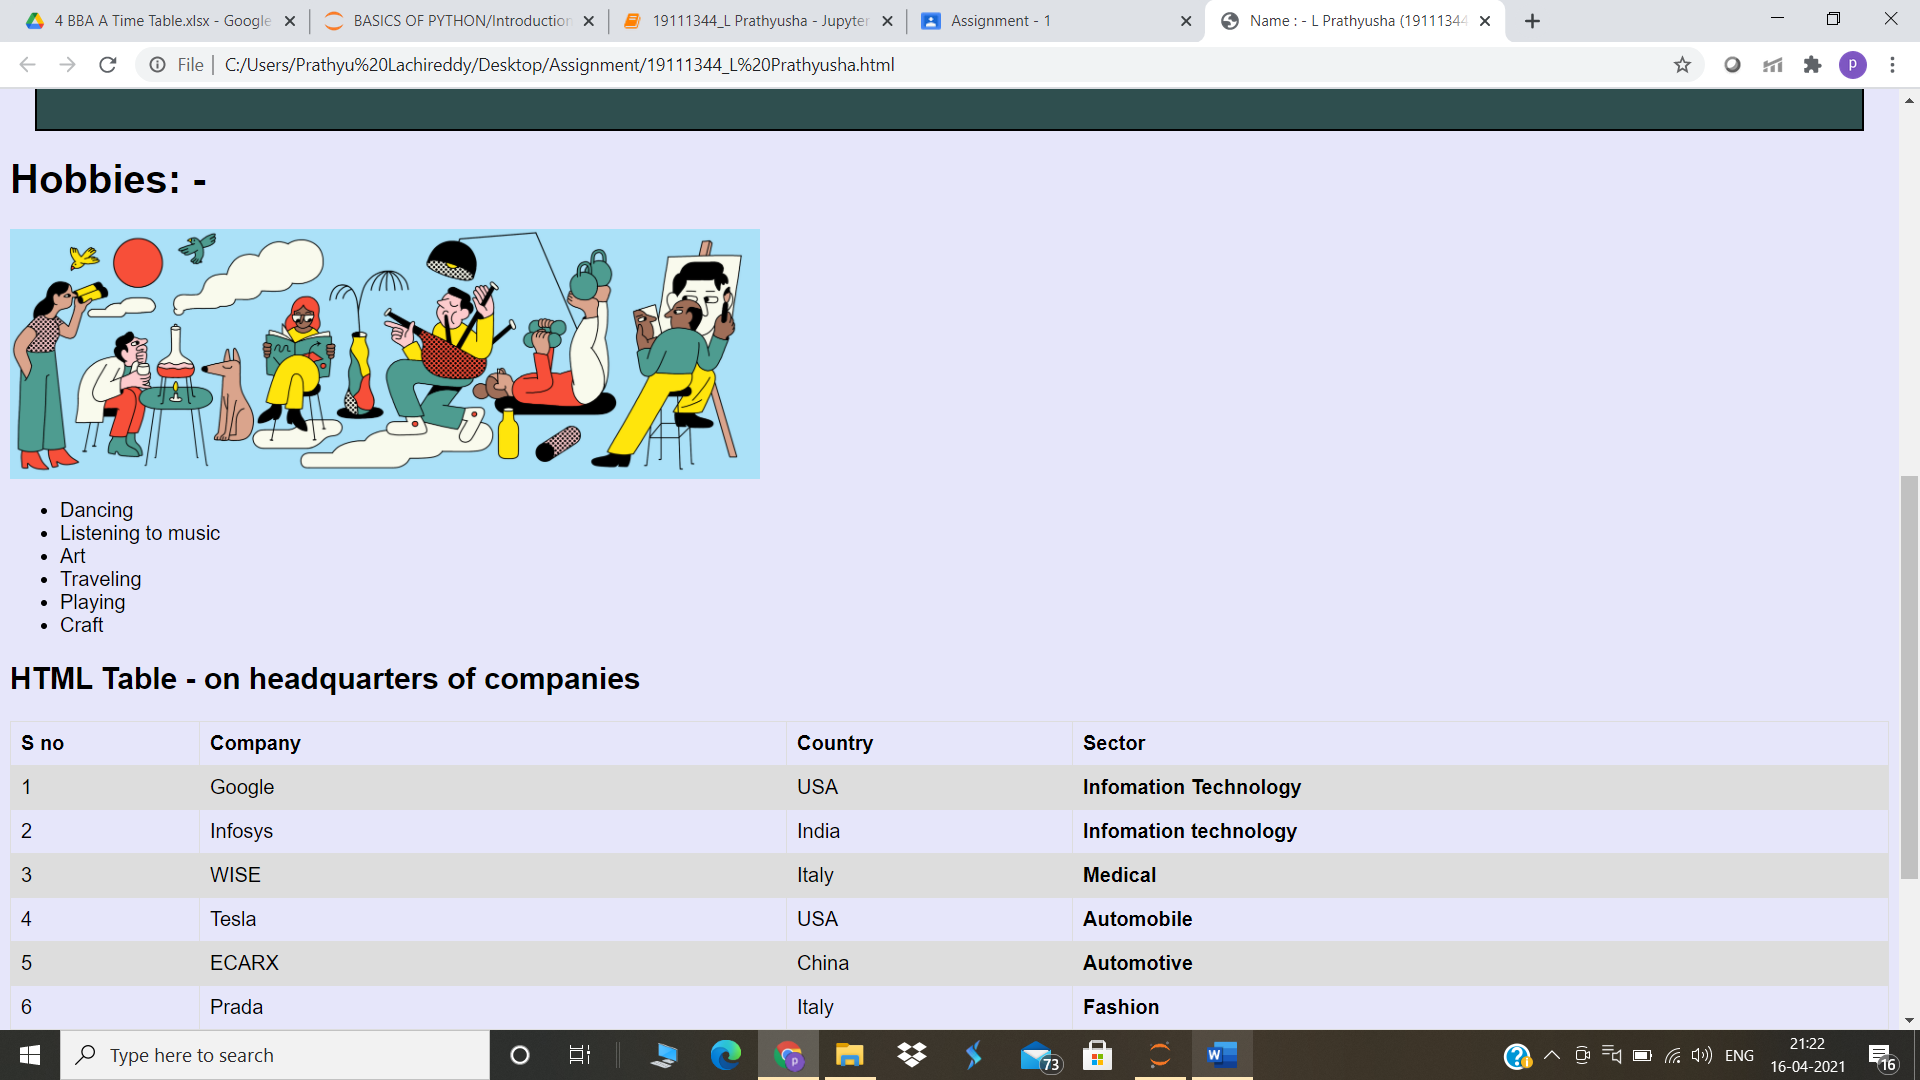 4 BBA A Time Table.xlsx - Google
BASICS OF PYTHON/Introduction
19111344_L Prathyusha - Jupyter
Assignment - 1
Name : - L Prathyusha (19111344
File
C:/Users/Prathyu%20Lachireddy/Desktop/Assignment/19111344_L%20Prathyusha.html
P
Hobbies: -
Dancing
Listening to music
Art
Traveling
Playing
Craft
HTML Table - on headquarters of companies
S no Company Country Sector
1 Google USA Infomation Technology
2 Infosys India Infomation technology
3 WISE Italy Medical
4 Tesla USA Automobile
5 ECARX China Automotive
6 Prada Italy Fashion
Type here to search
P
73
W
ENG
21:22
16-04-2021
16